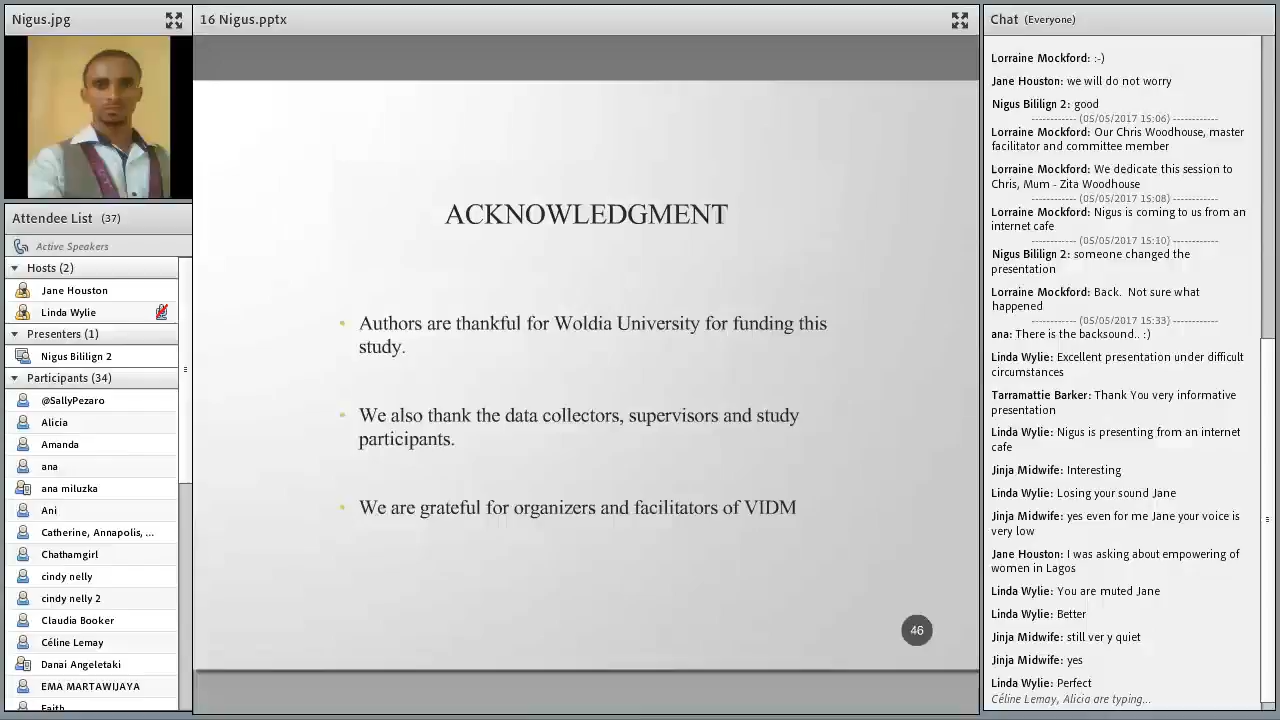 Nigus.jpg
Attendee List (37)
Active Speakers
Hosts (2)
Jane Houston
Linda Wylie
Presenters (1)
Nigus Bililign 2
Participants (34)
@SallyPezaro
Alicia
Amanda
ana
ana miluzka
Ani
Catherine, Annapolis, ...
Chathamgirl
cindy nelly
cindy nelly 2
Claudia Booker
Céline Lemay
Danai Angeletaki
EMA MARTAWIJAYA
Faith
16 Nigus.pptx
ACKNOWLEDGMENT
• Authors are thankful for Woldia University for funding this
study.
• We also thank the data collectors, supervisors and study
participants.
• We are grateful for organizers and facilitators of VIDM
46
Chat (Everyone)
Lorraine Mockford: :-)
Jane Houston: we will do not worry
Nigus Bililign 2: good
------------ (05/05/2017 15:06) ------------
Lorraine Mockford: Our Chris Woodhouse, master
facilitator and committee member
Lorraine Mockford: We dedicate this session to
Chris, Mum - Zita Woodhouse
------------ (05/05/2017 15:08) ------------
Lorraine Mockford: Nigus is coming to us from an
internet cafe
------------ (05/05/2017 15:10) ------------
Nigus Bililign 2: someone changed the
presentation
Lorraine Mockford: Back. Not sure what
happened
------------ (05/05/2017 15:33) ------------
ana: There is the backsound.. :)
Linda Wylie: Excellent presentation under difficult
circumstances
Tarramattie Barker: Thank You very informative
presentation
Linda Wylie: Nigus is presenting from an internet
cafe
Jinja Midwife: Interesting
Linda Wylie: Losing your sound Jane
Jinja Midwife: yes even for me Jane your voice is
very low
Jane Houston: I was asking about empowering of
women in Lagos
Linda Wylie: You are muted Jane
Linda Wylie: Better
Jinja Midwife: still ver y quiet
Jinja Midwife: yes
Linda Wylie: Perfect
Céline Lemay, Alicia are typing...